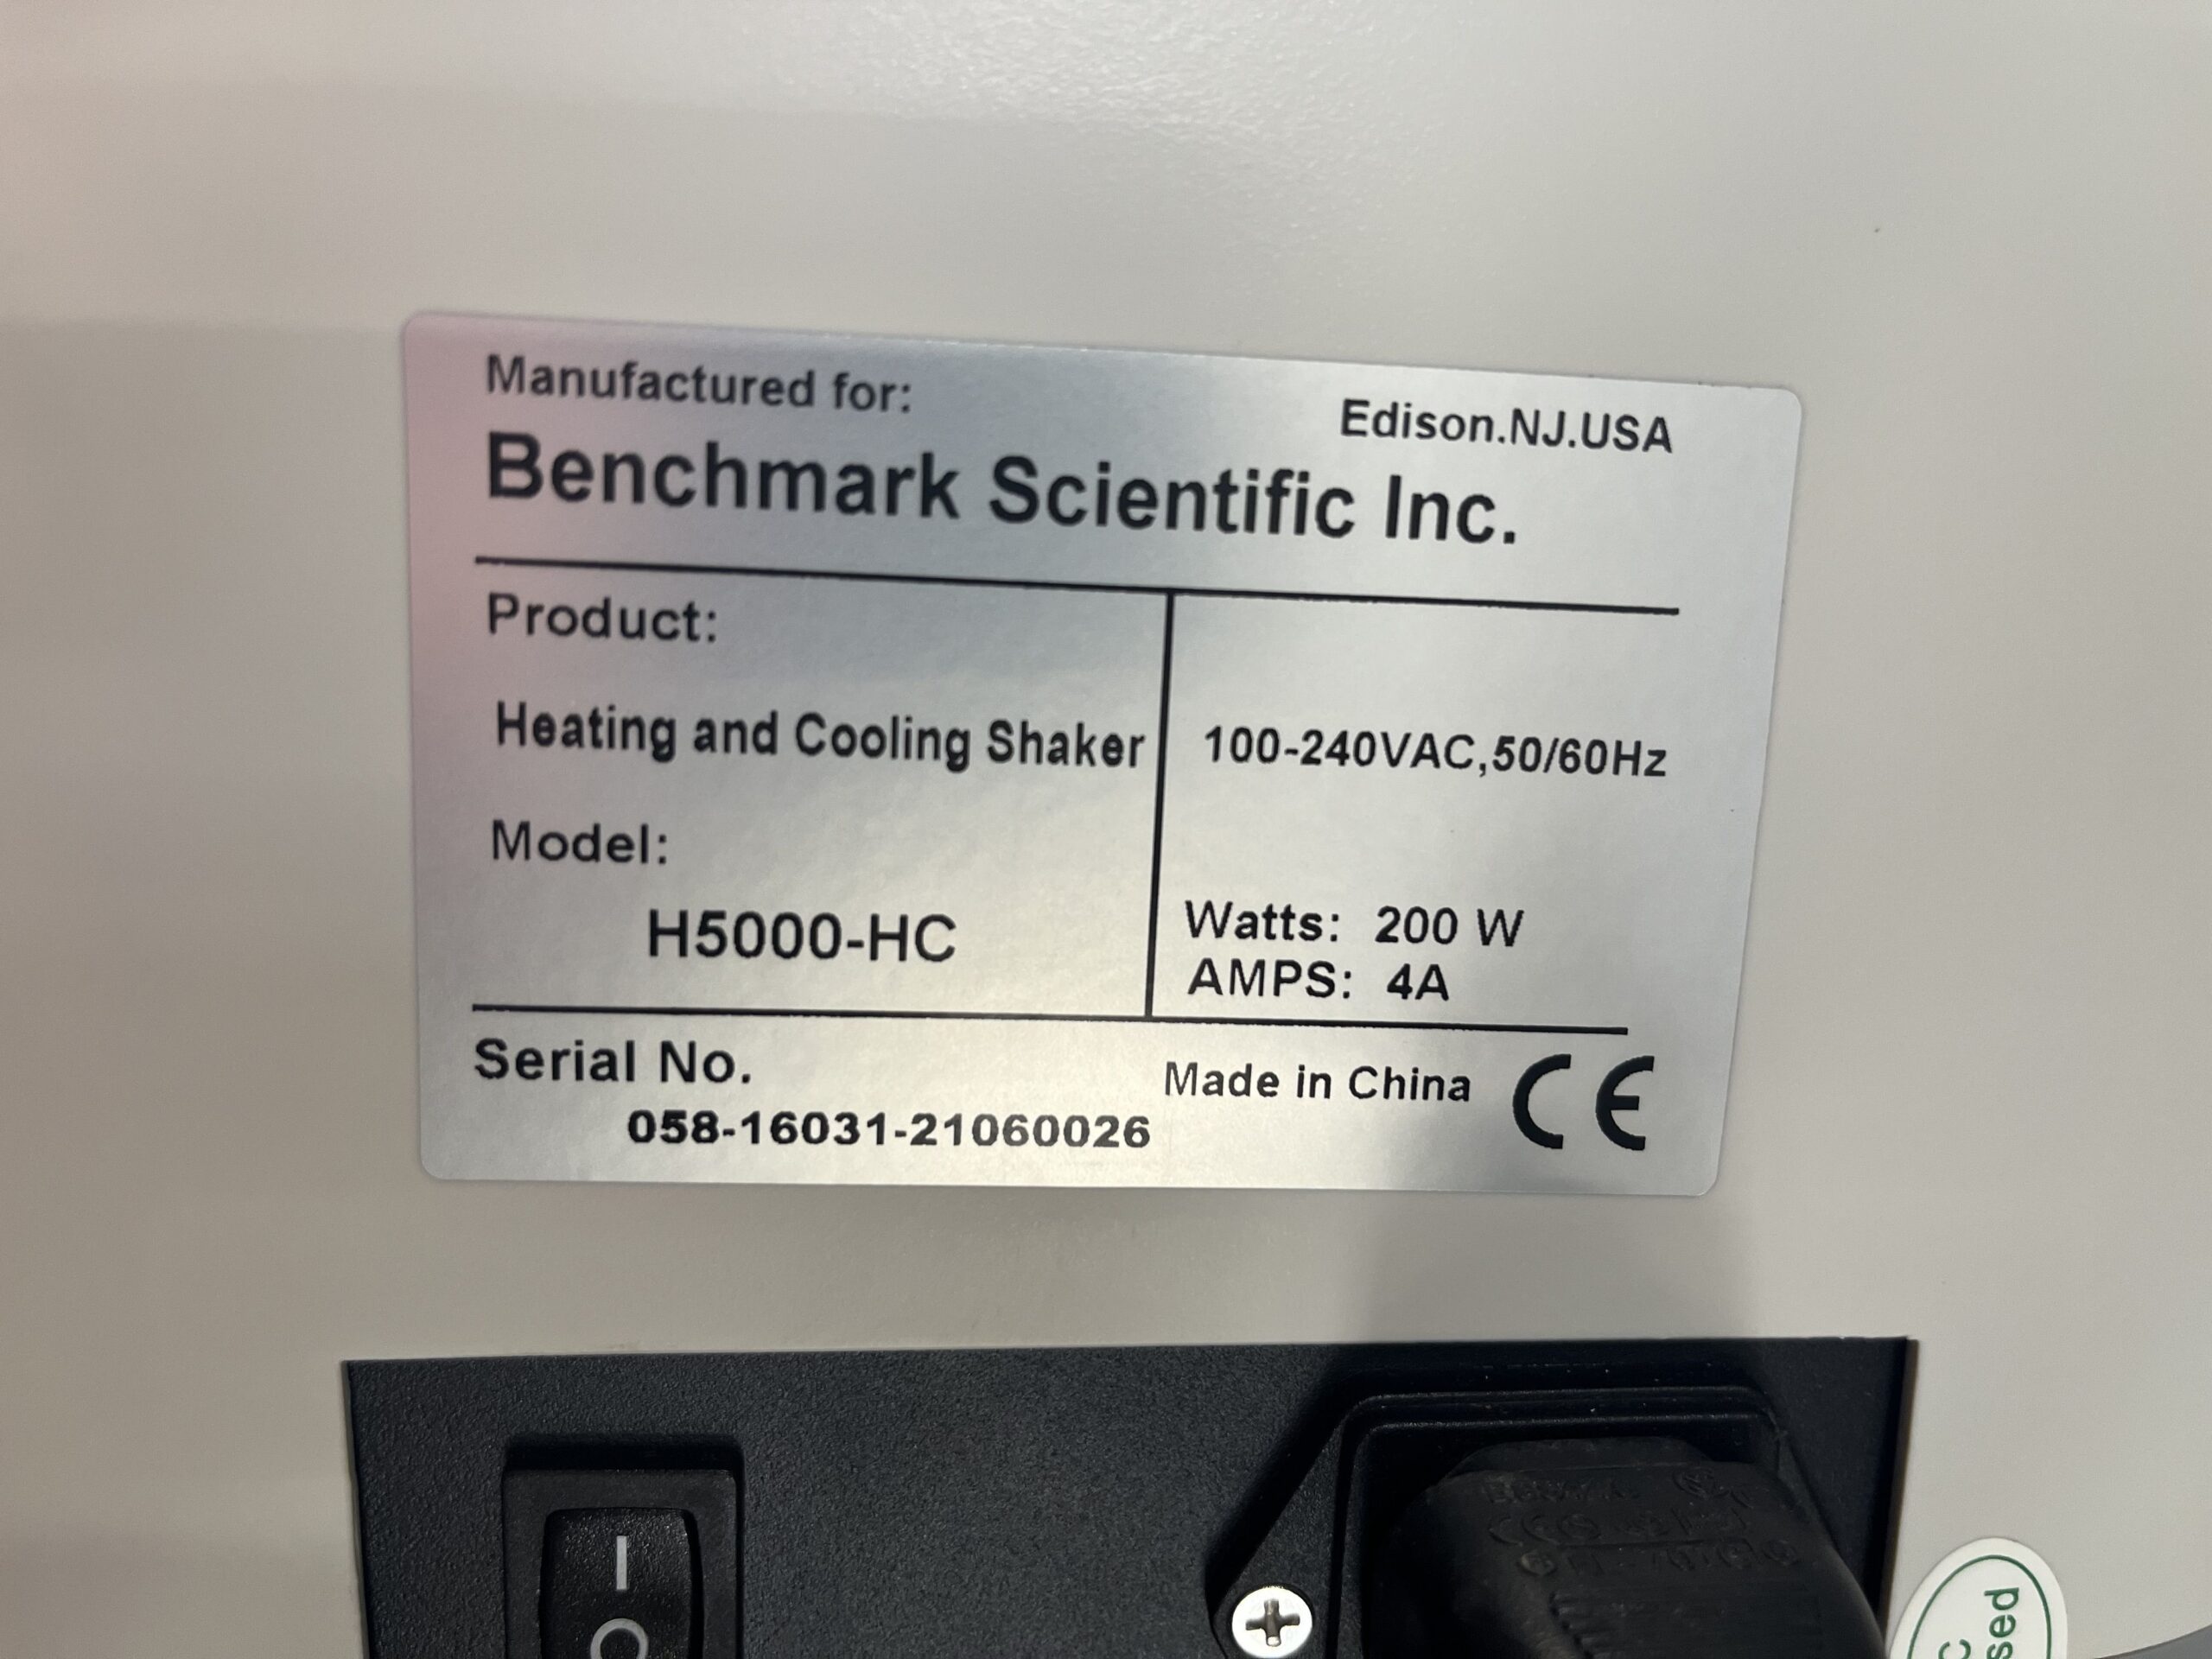 Manufactured for:
Edison.NJ.USA
Benchmark Scientific Inc.
Product:
Heating and Cooling Shaker
100-240VAC,50/60Hz
Model:
H5000-HC
Watts: 200 W
AMPS: 4A
Serial No.
058-16031-21060026
Made in China
CE